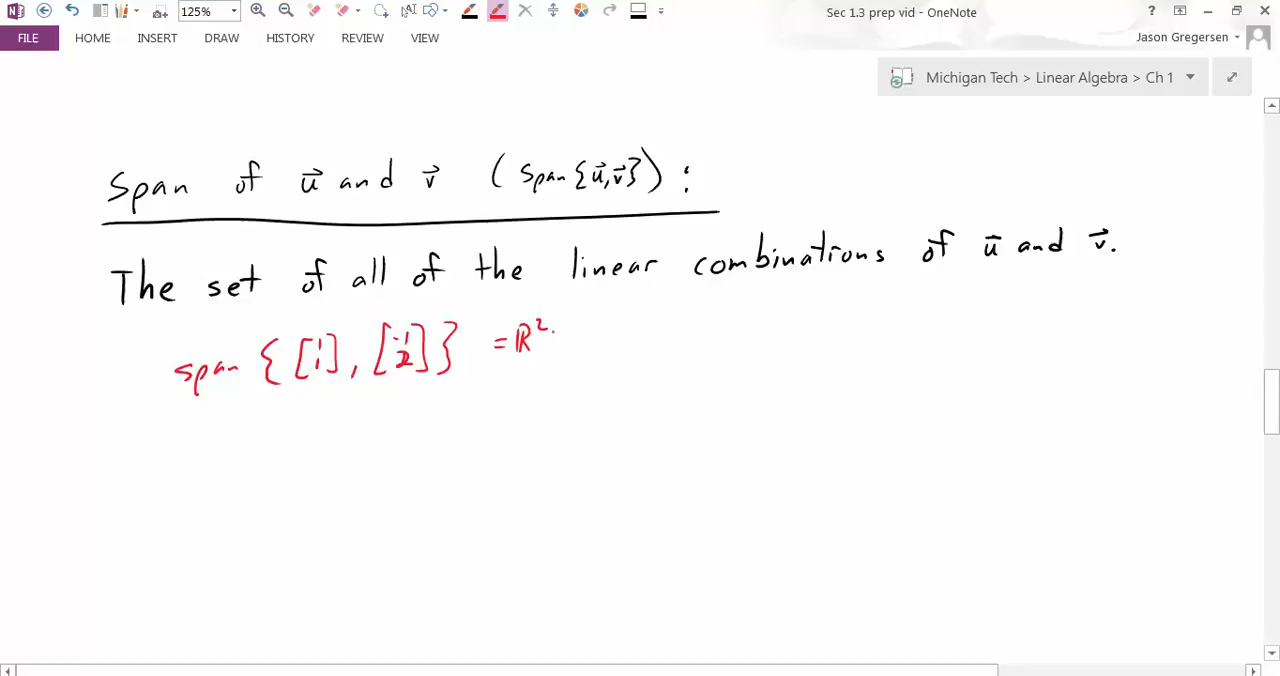 125%
Sec 1.3 prep vid - OneNote
?
FILE HOME INSERT DRAW HISTORY REVIEW VIEW
Jason Gregersen
Michigan Tech > Linear Algebra > Ch 1
Span of u⃗ and v⃗ (Span{u⃗,v⃗}) :
The set of all of the linear combinations of u⃗ and v⃗.
span { [1 1], [-1 2] } = ℝ².